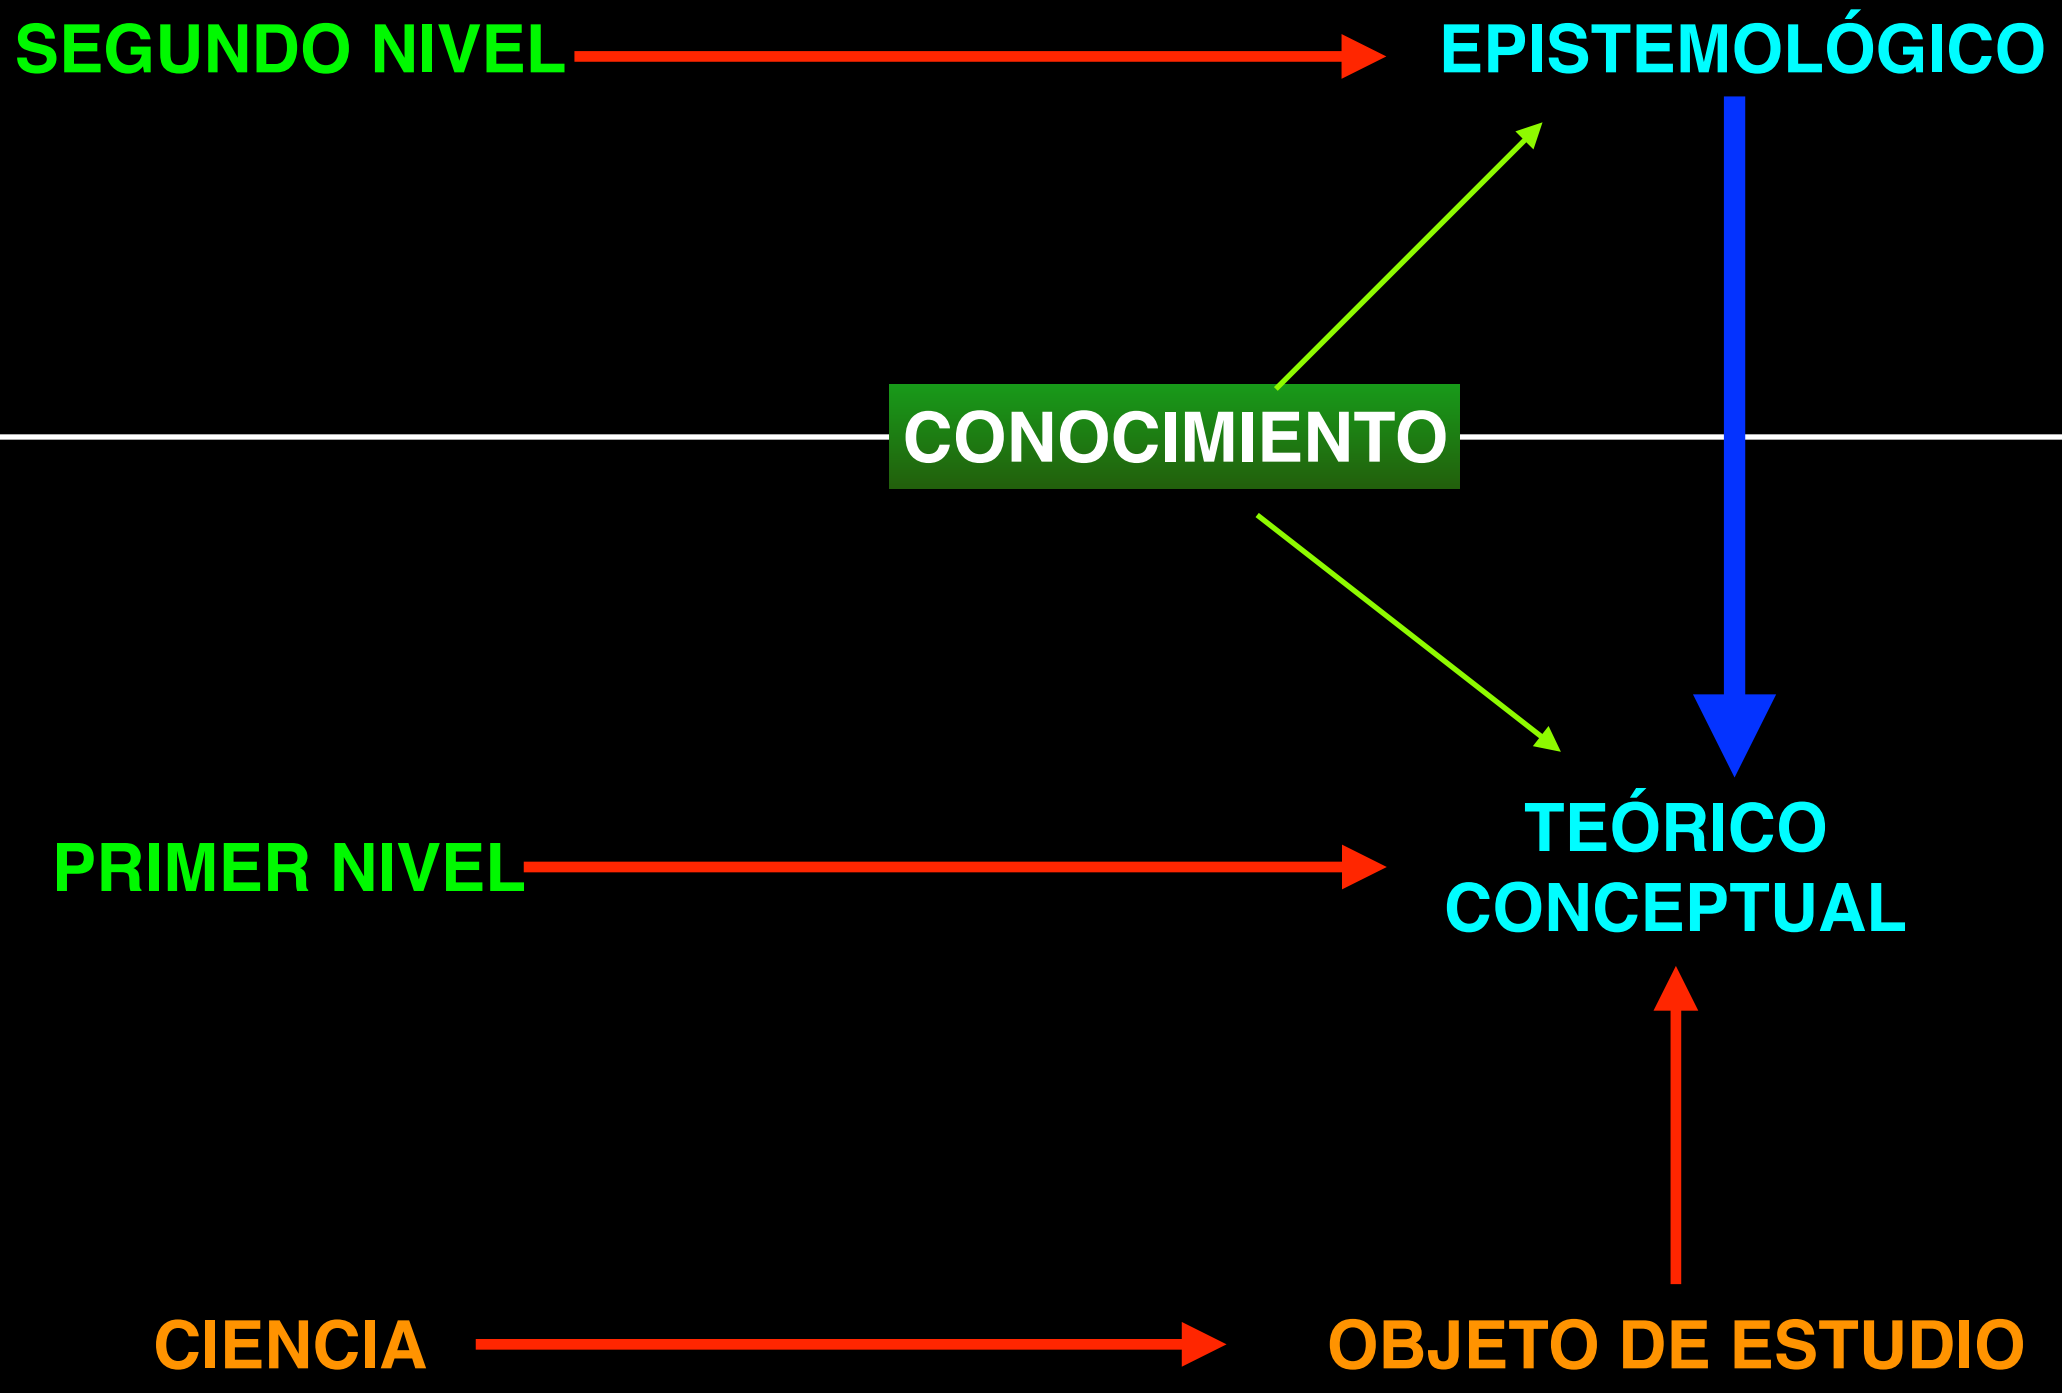 SEGUNDO NIVEL
EPISTEMOLÓGICO
CONOCIMIENTO
PRIMER NIVEL
TEÓRICO
CONCEPTUAL
CIENCIA
OBJETO DE ESTUDIO